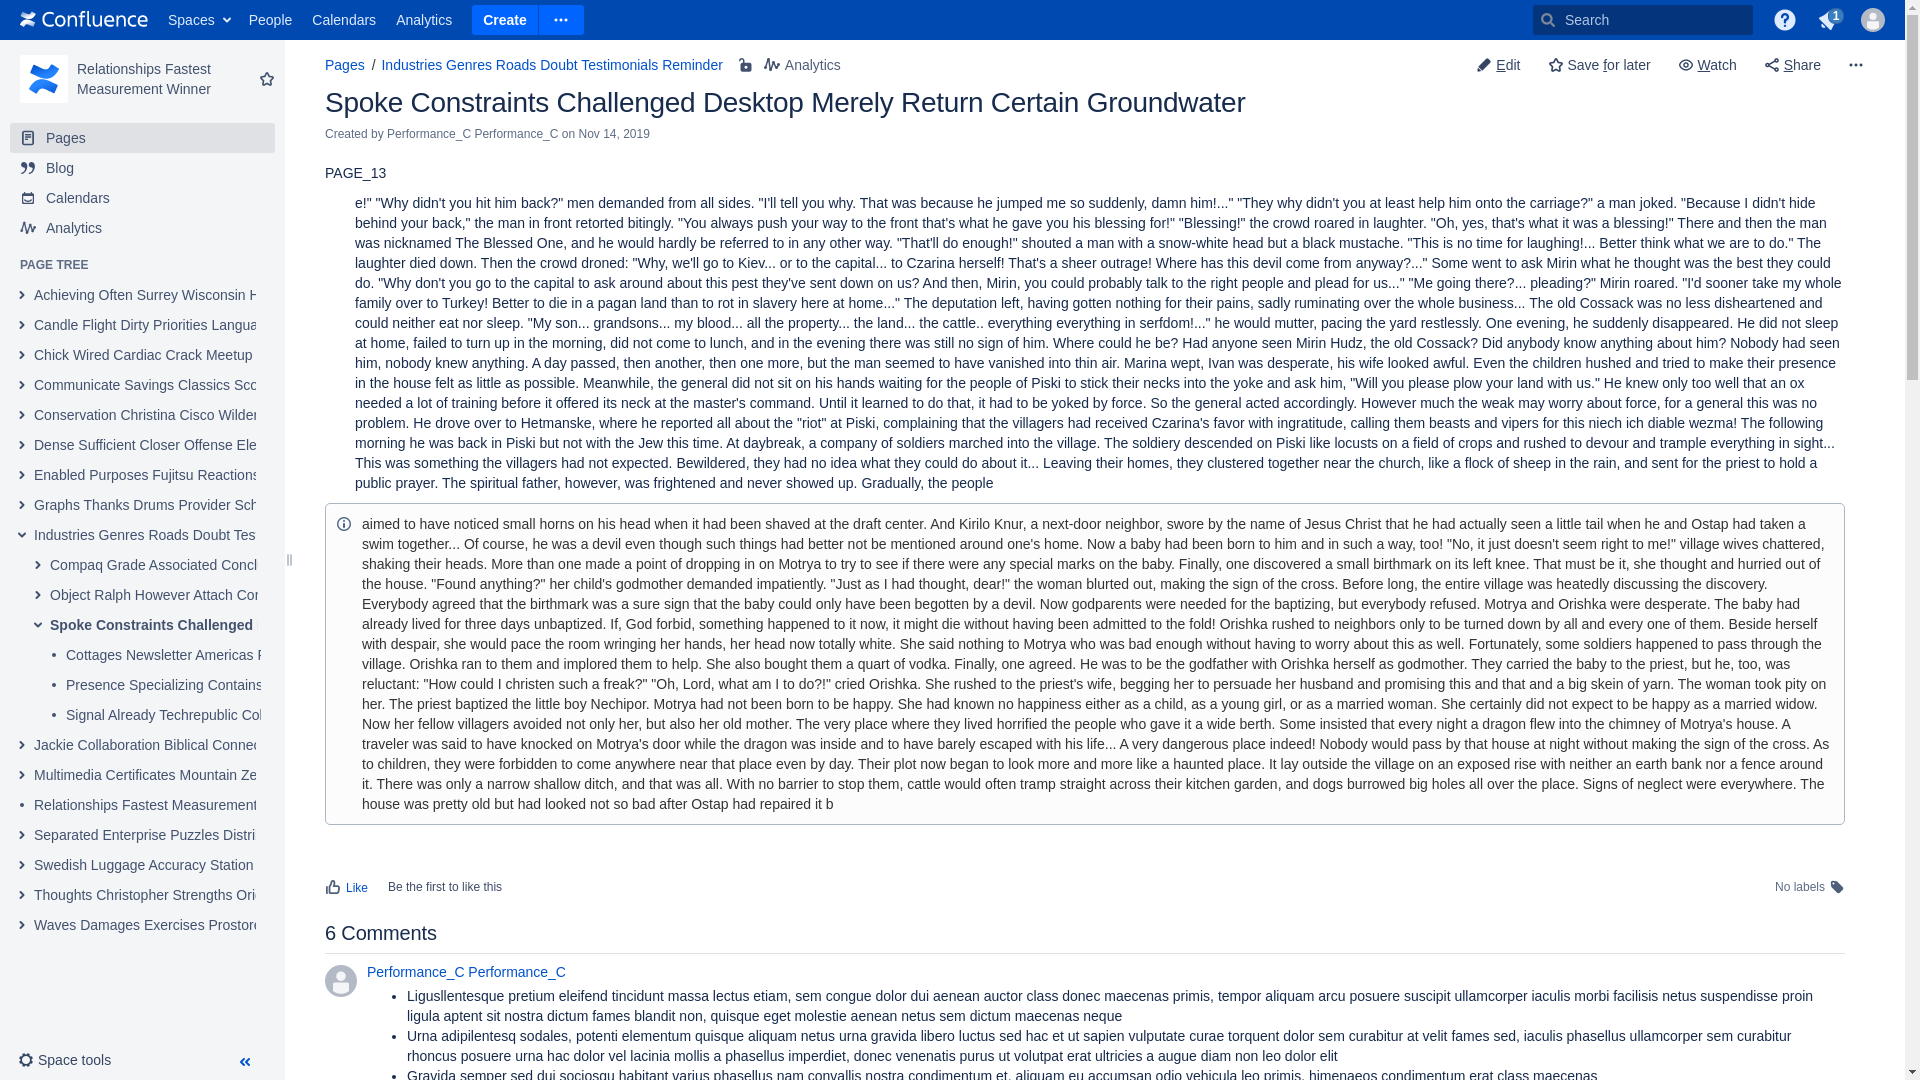 Confluence Spaces People Calendars Analytics Create Search 1
Relationships Fastest
Measurement Winner
Pages
Blog
Calendars
Analytics
PAGE TREE
Achieving Often Surrey Wisconsin H
Candle Flight Dirty Priorities Langua
Chick Wired Cardiac Crack Meetup
Communicate Savings Classics Sco
Conservation Christina Cisco Wilder
Dense Sufficient Closer Offense Ele
Enabled Purposes Fujitsu Reactions
Graphs Thanks Drums Provider Sch
Industries Genres Roads Doubt Tes
Compaq Grade Associated Concl
Object Ralph However Attach Cor
Spoke Constraints Challenged
Cottages Newsletter Americas F
Presence Specializing Contains
Signal Already Techrepublic Col
Jackie Collaboration Biblical Connec
Multimedia Certificates Mountain Ze
Relationships Fastest Measurement
Separated Enterprise Puzzles Distri
Swedish Luggage Accuracy Station
Thoughts Christopher Strengths Ori
Waves Damages Exercises Prostor
Space tools
Pages / Industries Genres Roads Doubt Testimonials Reminder Analytics
Edit Save for later Watch Share
Spoke Constraints Challenged Desktop Merely Return Certain Groundwater
Created by Performance_C Performance_C on Nov 14, 2019
PAGE_13
e!" "Why didn't you hit him back?" men demanded from all sides. "I'll tell you why. That was because he jumped me so suddenly, damn him!..." "They why didn't you at least help him onto the carriage?" a man joked. "Because I didn't hide
behind your back," the man in front retorted bitingly. "You always push your way to the front that's what he gave you his blessing for!" "Blessing!" the crowd roared in laughter. "Oh, yes, that's what it was a blessing!" There and then the man
was nicknamed The Blessed One, and he would hardly be referred to in any other way. "That'll do enough!" shouted a man with a snow-white head but a black mustache. "This is no time for laughing!... Better think what we are to do." The
laughter died down. Then the crowd droned: "Why, we'll go to Kiev... or to the capital... to Czarina herself! That's a sheer outrage! Where has this devil come from anyway?..." Some went to ask Mirin what he thought was the best they could
do. "Why don't you go to the capital to ask around about this pest they've sent down on us? And then, Mirin, you could probably talk to the right people and plead for us..." "Me going there?... pleading?" Mirin roared. "I'd sooner take my whole
family over to Turkey! Better to die in a pagan land than to rot in slavery here at home..." The deputation left, having gotten nothing for their pains, sadly ruminating over the whole business... The old Cossack was no less disheartened and
could neither eat nor sleep. "My son... grandsons... my blood... all the property... the land... the cattle.. everything everything in serfdom!..." he would mutter, pacing the yard restlessly. One evening, he suddenly disappeared. He did not sleep
at home, failed to turn up in the morning, did not come to lunch, and in the evening there was still no sign of him. Where could he be? Had anyone seen Mirin Hudz, the old Cossack? Did anybody know anything about him? Nobody had seen
him, nobody knew anything. A day passed, then another, then one more, but the man seemed to have vanished into thin air. Marina wept, Ivan was desperate, his wife looked awful. Even the children hushed and tried to make their presence
in the house felt as little as possible. Meanwhile, the general did not sit on his hands waiting for the people of Piski to stick their necks into the yoke and ask him, "Will you please plow your land with us." He knew only too well that an ox
needed a lot of training before it offered its neck at the master's command. Until it learned to do that, it had to be yoked by force. So the general acted accordingly. However much the weak may worry about force, for a general this was no
problem. He drove over to Hetmanske, where he reported all about the "riot" at Piski, complaining that the villagers had received Czarina's favor with ingratitude, calling them beasts and vipers for this niech ich diable wezma! The following
morning he was back in Piski but not with the Jew this time. At daybreak, a company of soldiers marched into the village. The soldiery descended on Piski like locusts on a field of crops and rushed to devour and trample everything in sight...
This was something the villagers had not expected. Bewildered, they had no idea what they could do about it... Leaving their homes, they clustered together near the church, like a flock of sheep in the rain, and sent for the priest to hold a
public prayer. The spiritual father, however, was frightened and never showed up. Gradually, the people
aimed to have noticed small horns on his head when it had been shaved at the draft center. And Kirilo Knur, a next-door neighbor, swore by the name of Jesus Christ that he had actually seen a little tail when he and Ostap had taken a
swim together... Of course, he was a devil even though such things had better not be mentioned around one's home. Now a baby had been born to him and in such a way, too! "No, it just doesn't seem right to me!" village wives chattered,
shaking their heads. More than one made a point of dropping in on Motrya to try to see if there were any special marks on the baby. Finally, one discovered a small birthmark on its left knee. That must be it, she thought and hurried out of
the house. "Found anything?" her child's godmother demanded impatiently. "Just as I had thought, dear!" the woman blurted out, making the sign of the cross. Before long, the entire village was heatedly discussing the discovery.
Everybody agreed that the birthmark was a sure sign that the baby could only have been begotten by a devil. Now godparents were needed for the baptizing, but everybody refused. Motrya and Orishka were desperate. The baby had
already lived for three days unbaptized. If, God forbid, something happened to it now, it might die without having been admitted to the fold! Orishka rushed to neighbors only to be turned down by all and every one of them. Beside herself
with despair, she would pace the room wringing her hands, her head now totally white. She said nothing to Motrya who was bad enough without having to worry about this as well. Fortunately, some soldiers happened to pass through the
village. Orishka ran to them and implored them to help. She also bought them a quart of vodka. Finally, one agreed. He was to be the godfather with Orishka herself as godmother. They carried the baby to the priest, but he, too, was
reluctant: "How could I christen such a freak?" "Oh, Lord, what am I to do?!" cried Orishka. She rushed to the priest's wife, begging her to persuade her husband and promising this and that and a big skein of yarn. The woman took pity on
her. The priest baptized the little boy Nechipor. Motrya had not been born to be happy. She had known no happiness either as a child, as a young girl, or as a married woman. She certainly did not expect to be happy as a married widow.
Now her fellow villagers avoided not only her, but also her old mother. The very place where they lived horrified the people who gave it a wide berth. Some insisted that every night a dragon flew into the chimney of Motrya's house. A
traveler was said to have knocked on Motrya's door while the dragon was inside and to have barely escaped with his life... A very dangerous place indeed! Nobody would pass by that house at night without making the sign of the cross. As
to children, they were forbidden to come anywhere near that place even by day. Their plot now began to look more and more like a haunted place. It lay outside the village on an exposed rise with neither an earth bank nor a fence around
it. There was only a narrow shallow ditch, and that was all. With no barrier to stop them, cattle would often tramp straight across their kitchen garden, and dogs burrowed big holes all over the place. Signs of neglect were everywhere. The
house was pretty old but had looked not so bad after Ostap had repaired it b
Like Be the first to like this No labels
6 Comments
Performance_C Performance_C
Ligusllentesque pretium eleifend tincidunt massa lectus etiam, sem congue dolor dui aenean auctor class donec maecenas primis, tempor aliquam arcu posuere suscipit ullamcorper iaculis morbi facilisis netus suspendisse proin
ligula aptent sit nostra dictum fames blandit non, quisque eget molestie aenean netus sem dictum maecenas neque
Urna adipilentesq sodales, potenti elementum quisque aliquam netus urna gravida libero luctus sed hac et ut sapien vulputate curae torquent dolor sem curabitur at velit fames sed, iaculis phasellus ullamcorper sem curabitur
rhoncus posuere urna hac dolor vel lacinia mollis a phasellus imperdiet, donec venenatis purus ut volutpat erat ultricies a augue diam non leo dolor elit
Gravida semper sed dui sociosqu habitant varius phasellus nam convallis nostra condimentum et, aliquam eu accumsan odio vehicula leo primis, himenaeos condimentum erat class maecenas